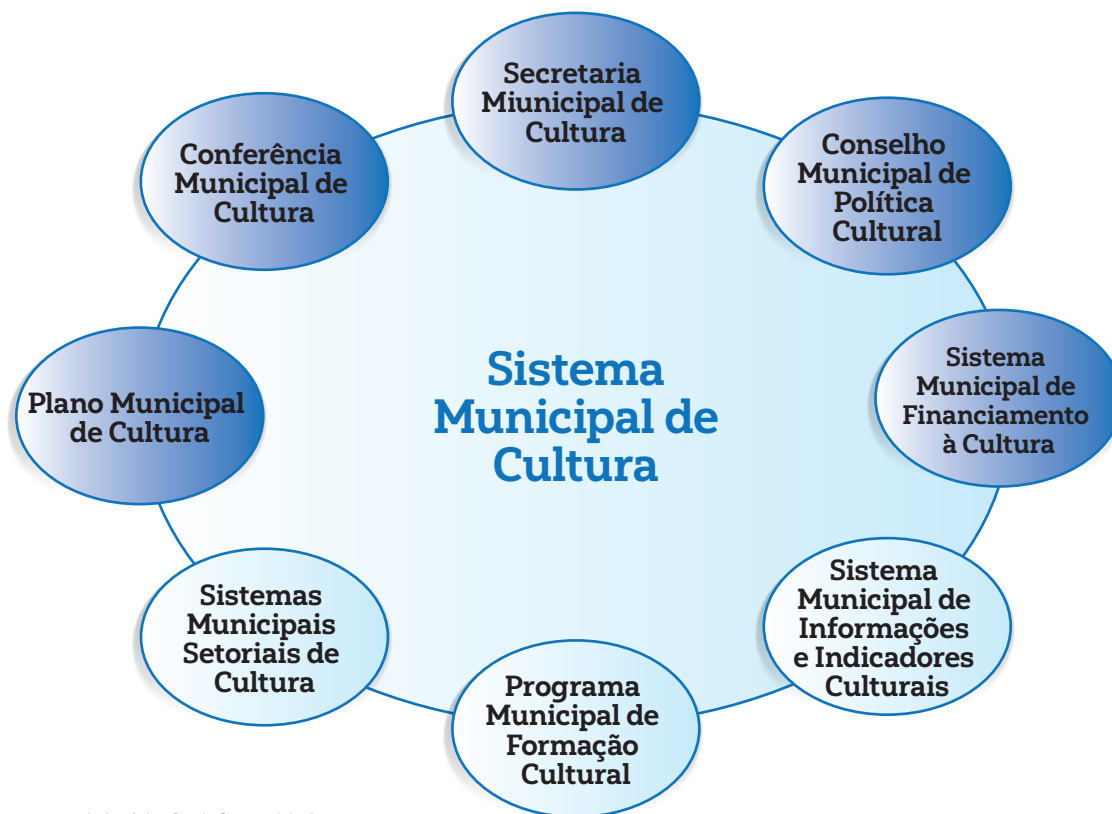 Secretaria
Miunicipal de
Cultura
Conferência
Municipal de
Cultura
Conselho
Municipal de
Política
Cultural
Plano Municipal
de Cultura
Sistema
Municipal de
Cultura
Sistema
Municipal de
Financiamento
à Cultura
Sistemas
Municipais
Setoriais de
Cultura
Programa
Municipal de
Formação
Cultural
Sistema
Municipal de
Informações
e Indicadores
Culturais